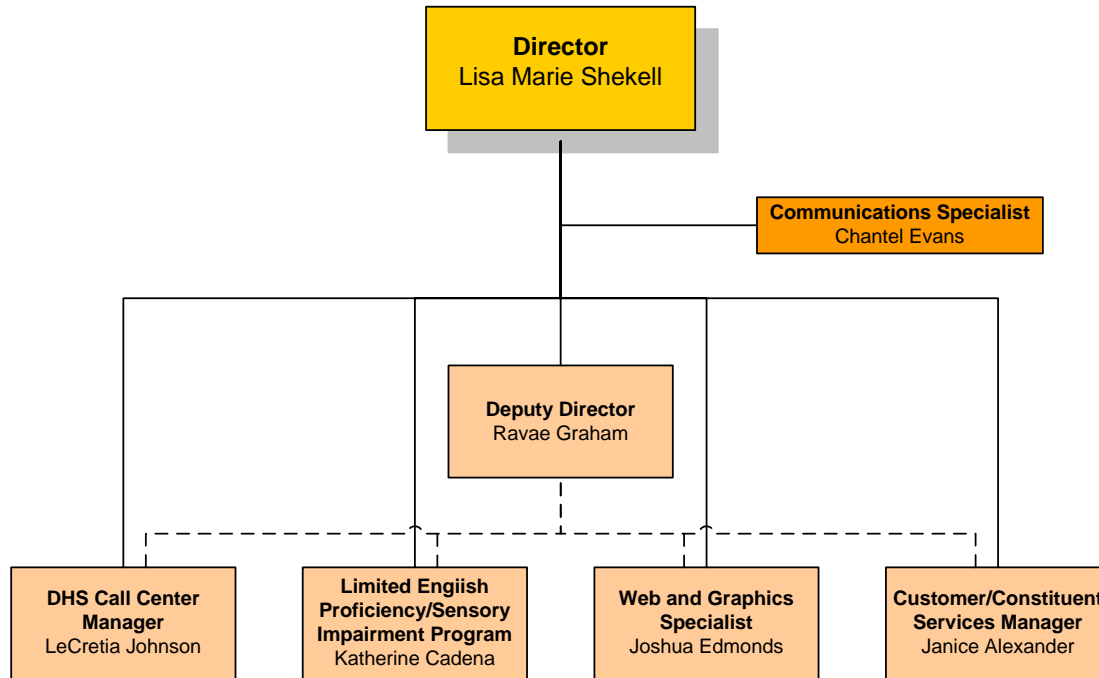 Director
Lisa Marie Shekell
Communications Specialist
Chantel Evans
Deputy Director
Ravae Graham
DHS Call Center
Manager
LeCretia Johnson
Limited Engiish
Proficiency/Sensory
Impairment Program
Katherine Cadena
Web and Graphics
Specialist
Joshua Edmonds
Customer/Constituent
Services Manager
Janice Alexander